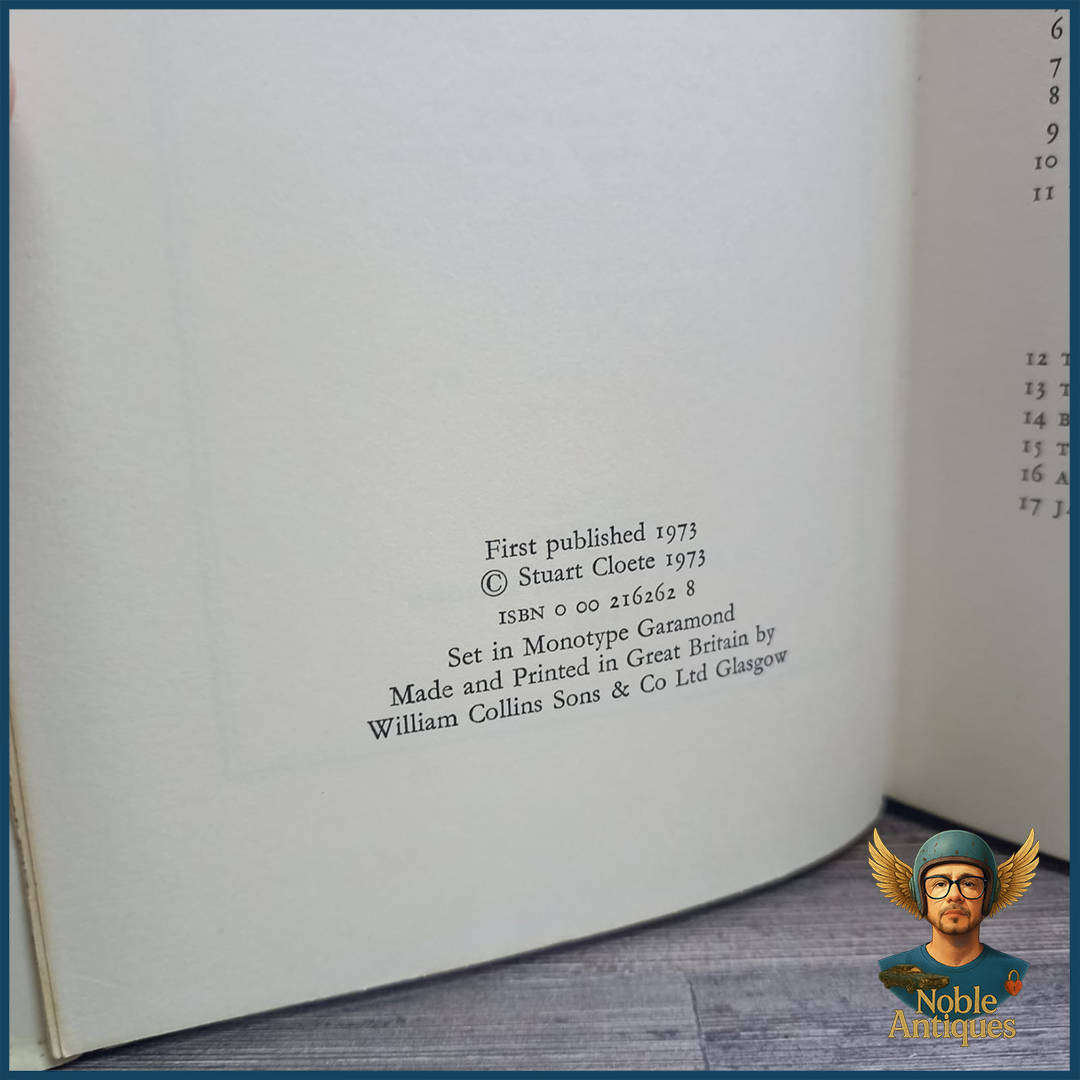 First published 1973
© Stuart Cloete 1973
ISBN 0 00 216262 8
Set in Monotype Garamond
Made and Printed in Great Britain by
William Collins Sons & Co Ltd Glasgow
6
7
8
9
10
11
12
13
14
15
16
17
Noble
Antiques